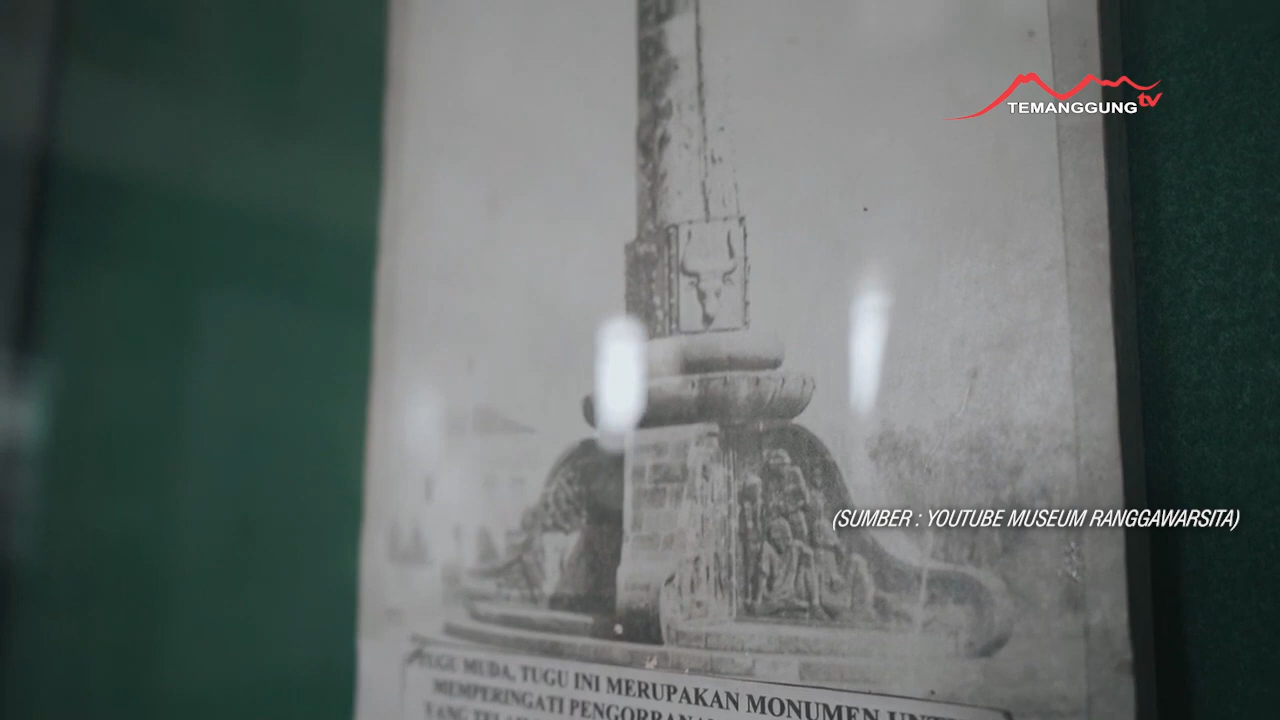 TEMANGGUNG tv
(SUMBER : YOUTUBE MUSEUM RANGGAWARSITA)
TUGU MUDA, TUGU INI MERUPAKAN MONUMEN
MEMPERINGATI